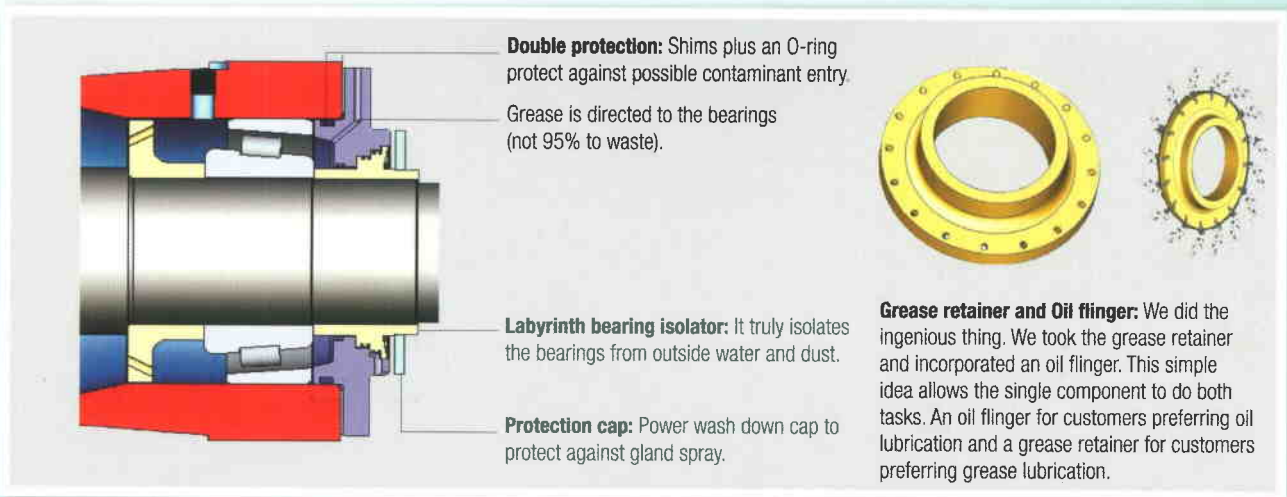 Double protection: Shims plus an O-ring
protect against possible contaminant entry.
Grease is directed to the bearings
(not 95% to waste).
Labyrinth bearing isolator: It truly isolates
the bearings from outside water and dust.
Protection cap: Power wash down cap to
protect against gland spray.
Grease retainer and Oil flinger: We did the
ingenious thing. We took the grease retainer
and incorporated an oil flinger. This simple
idea allows the single component to do both
tasks. An oil flinger for customers preferring oil
lubrication and a grease retainer for customers
preferring grease lubrication.